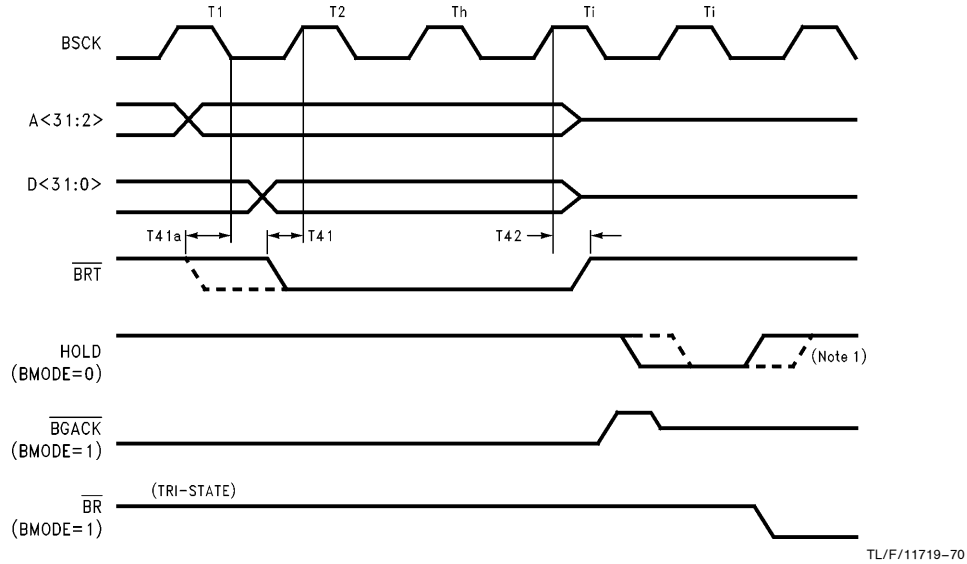 T1 T2 Th Ti Ti
BSCK
A<31:2>
D<31:0>
T41a T41 T42
BRT
HOLD
(BMODE=0)
(Note 1)
BGACK
(BMODE=1)
(TRI-STATE)
BR
(BMODE=1)
TL/F/11719–70